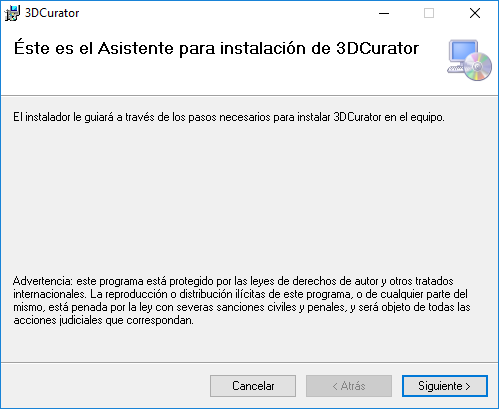 3DCurator
Éste es el Asistente para instalación de 3DCurator
El instalador le guiará a través de los pasos necesarios para instalar 3DCurator en el equipo.
Advertencia: este programa está protegido por las leyes de derechos de autor y otros tratados
internacionales. La reproducción o distribución ilícitas de este programa, o de cualquier parte del
mismo, está penada por la ley con severas sanciones civiles y penales, y será objeto de todas las
acciones judiciales que correspondan.
Cancelar
< Atrás
Siguiente >